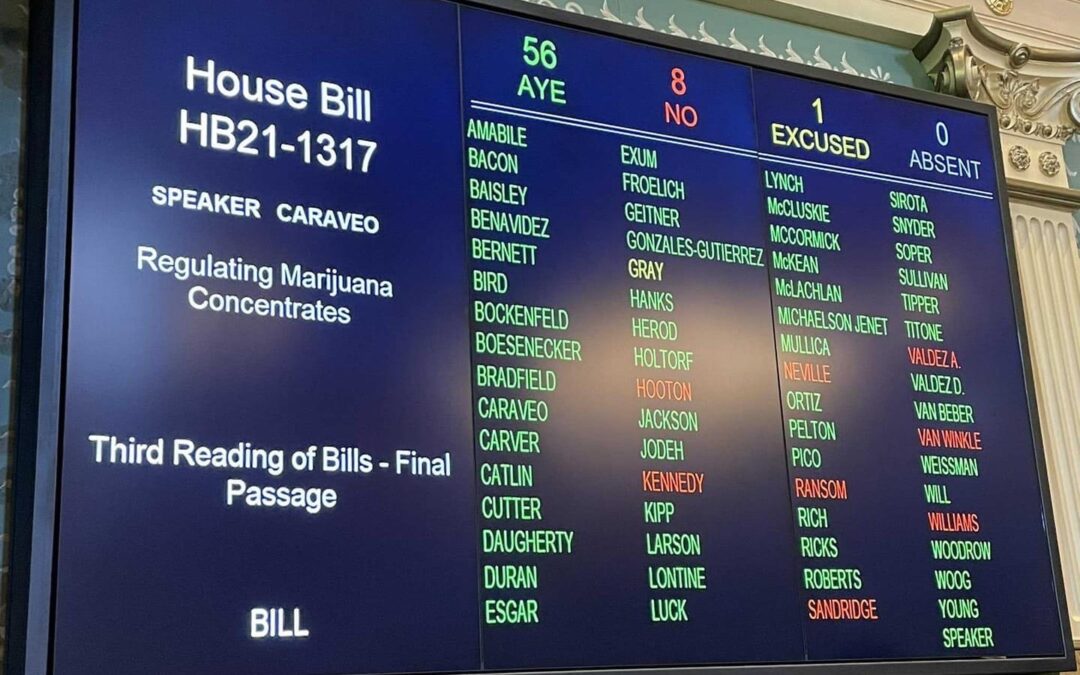 House Bill
HB21-1317
SPEAKER CARAVEO
Regulating Marijuana
Concentrates
Third Reading of Bills - Final
Passage
BILL
56
AYE
8
NO
1
EXCUSED
0
ABSENT
AMABILE
BACON
BAISLEY
BENAVIDEZ
BERNETT
BIRD
BOCKENFELD
BOESENECKER
BRADFIELD
CARAVEO
CARVER
CATLIN
CUTTER
DAUGHERTY
DURAN
ESGAR
EXUM
FROELICH
GEITNER
GONZALES-GUTIERREZ
GRAY
HANKS
HEROD
HOLTORF
HOOTON
JACKSON
JODEH
KENNEDY
KIPP
LARSON
LONTINE
LUCK
LYNCH
McCLUSKIE
MCCORMICK
McKEAN
McLACHLAN
MICHAELSON JENET
MULLICA
NEVILLE
ORTIZ
PELTON
PICO
RANSOM
RICH
RICKS
ROBERTS
SANDRIDGE
SIROTA
SNYDER
SOPER
SULLIVAN
TIPPER
TITONE
VALDEZ A.
VALDEZ D.
VAN BEBER
VAN WINKLE
WEISSMAN
WILL
WILLIAMS
WOODROW
WOOG
YOUNG
SPEAKER